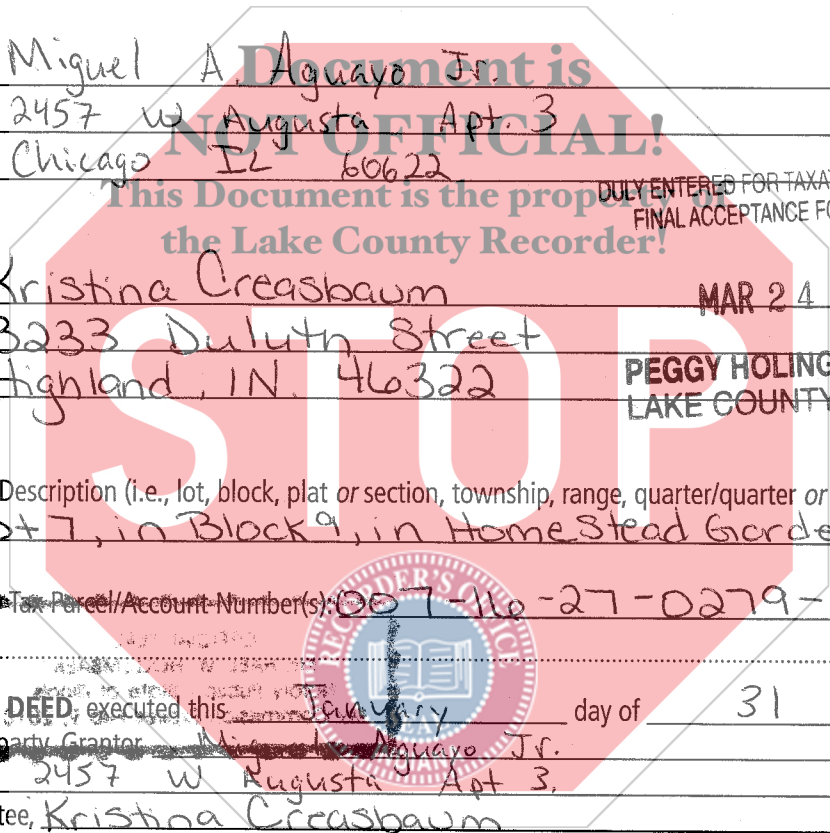 Miguel A. Aguayo Jr.
2457 W Augusta Apt. 3
Chicago IL 60622
Document is
NOT OFFICIAL!
This Document is the property of
the Lake County Recorder!
DULY ENTERED FOR TAXAT
FINAL ACCEPTANCE FO
Kristina Creasbaum
3233 Duluth Street
Highland, IN. 46322
MAR 24
PEGGY HOLING
LAKE COUNTY
STOP
Description (i.e., lot, block, plat or section, township, range, quarter/quarter or
ot 7, in Block 9, in Homestead Garde
Tax Parcel/Account Number(s): 007-16-27-0279-
RECORDER'S OFFICE
DEED, executed this January day of 31
party, Grantor Aguayo Jr.
2457 W Augusta Apt 3,
tee, Kristina Creasbaum